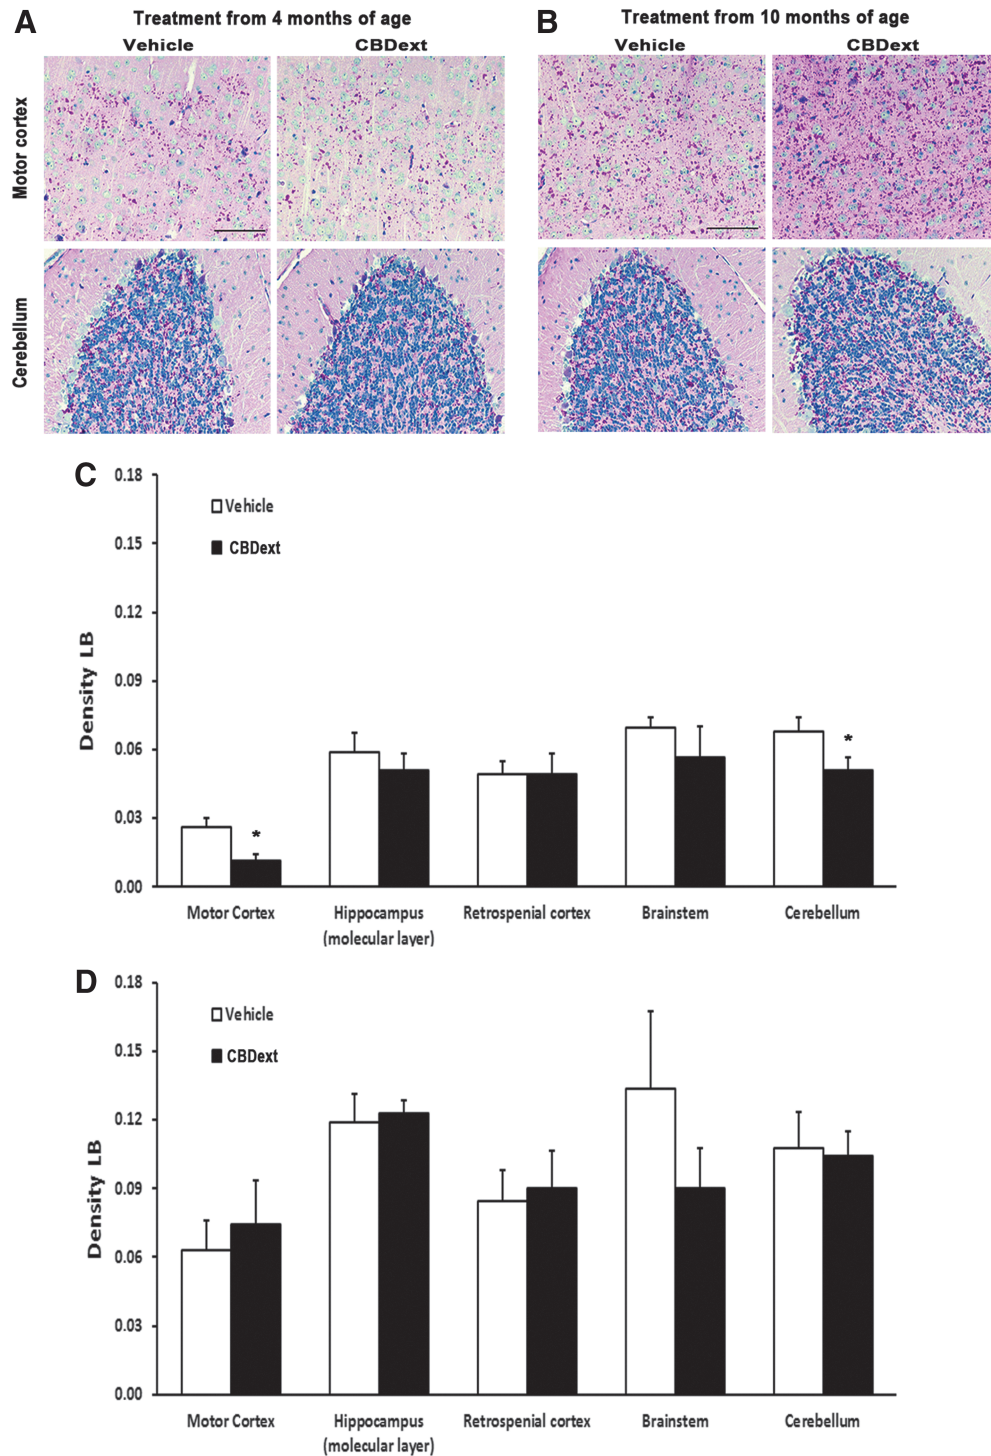 A
Treatment from 4 months of age
Vehicle CBDext
Motor cortex
Cerebellum
B
Treatment from 10 months of age
Vehicle CBDext
C
Density LB
0.18
0.15
0.12
0.09
0.06
0.03
0.00
Vehicle
CBDext
*
*
Motor Cortex
Hippocampus
(molecular layer)
Retrospenial cortex
Brainstem
Cerebellum
D
Density LB
0.18
0.15
0.12
0.09
0.06
0.03
0.00
Vehicle
CBDext
Motor Cortex
Hippocampus
(molecular layer)
Retrospenial cortex
Brainstem
Cerebellum